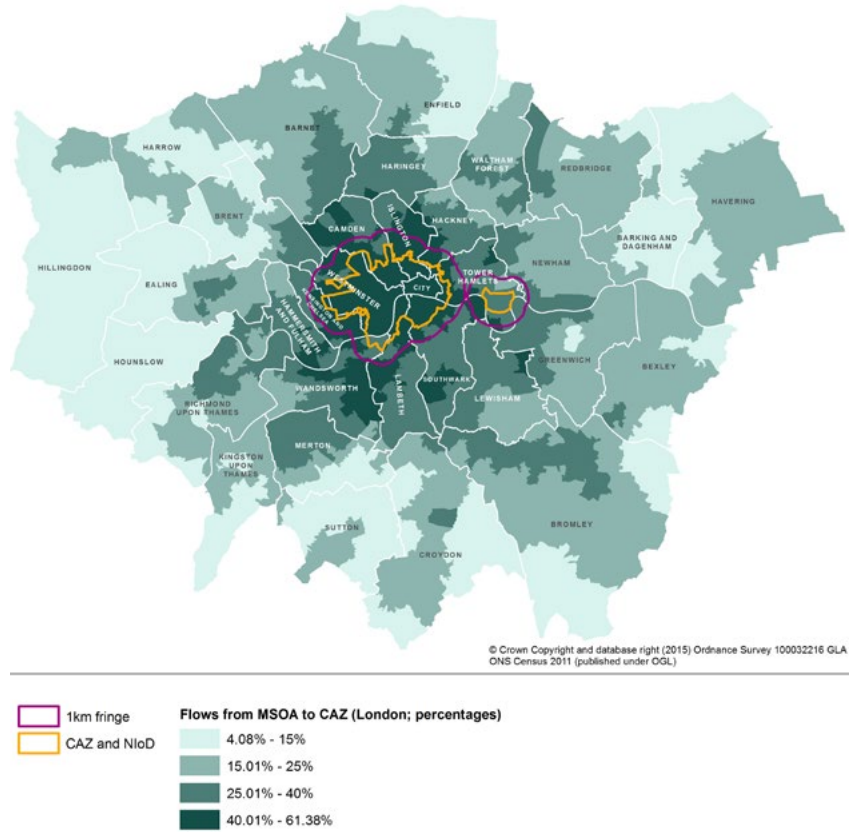 ENFIELD
BARNET
HARROW
HARINGEY
WALTHAM
FOREST
REDBRIDGE
HAVERING
BRENT
CAMDEN
ISLINGTON
HACKNEY
BARKING AND
DAGENHAM
HILLINGDON
EALING
WESTMINSTER
CITY
TOWER
HAMLETS
NEWHAM
KENSINGTON AND
CHELSEA
HAMMERSMITH
AND FULHAM
HOUNSLOW
GREENWICH
BEXLEY
WANDSWORTH
LAMBETH
SOUTHWARK
LEWISHAM
RICHMOND
UPON THAMES
MERTON
KINGSTON
UPON
THAMES
SUTTON
CROYDON
BROMLEY
© Crown Copyright and database right (2015) Ordnance Survey 100032216 GLA
ONS Census 2011 (published under OGL)
1km fringe
CAZ and NIoD
Flows from MSOA to CAZ (London; percentages)
4.08% - 15%
15.01% - 25%
25.01% - 40%
40.01% - 61.38%